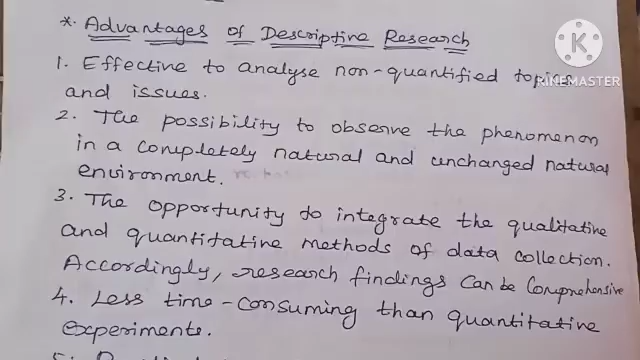 * Advantages of Descriptive Research
1. Effective to analyse non-quantified topics
and issues.
2. The possibility to observe the phenomenon
in a completely natural and unchanged natural
environment.
3. The opportunity to integrate the qualitative
and quantitative methods of data collection.
Accordingly, research findings can be comprehensive
4. Less time-consuming than quantitative
experiments.
5.
K
KINEMASTER